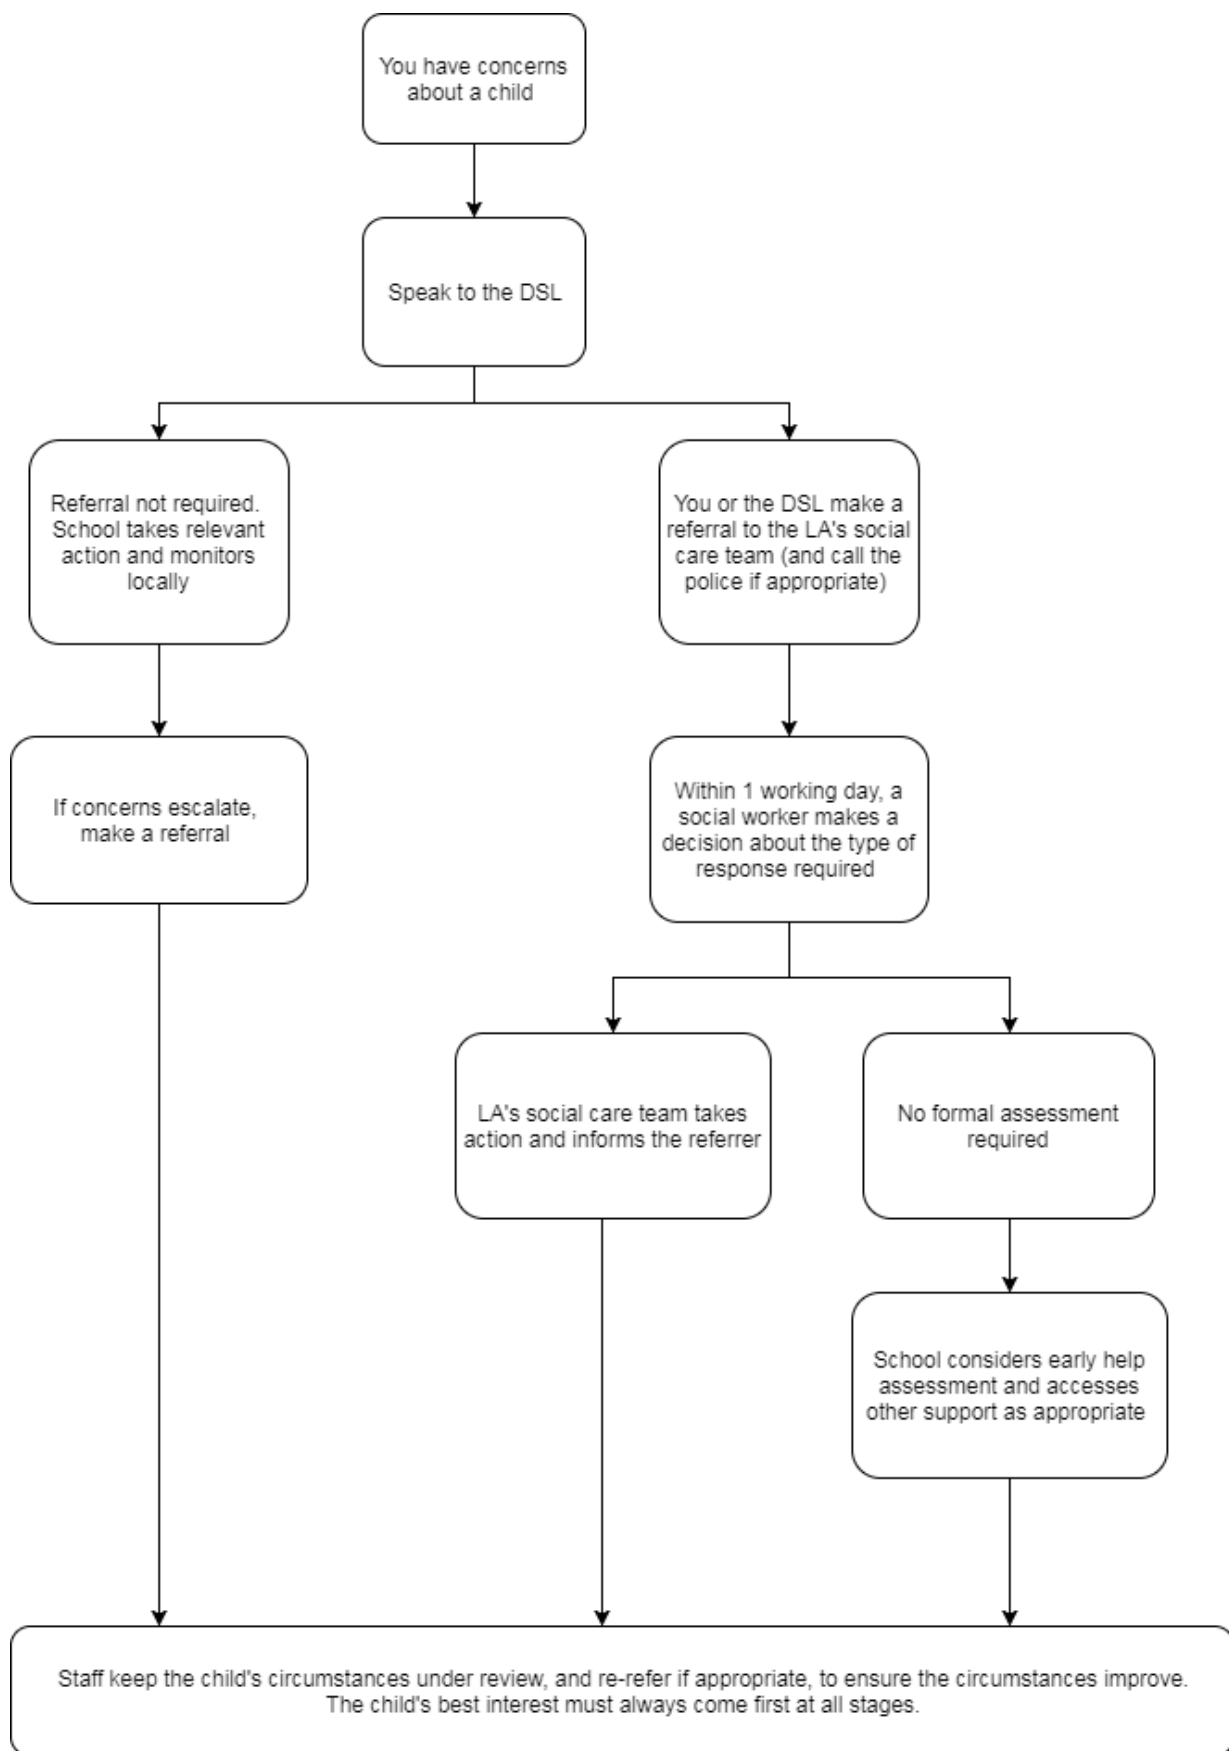 You have concerns
about a child
Speak to the DSL
Referral not required.
School takes relevant
action and monitors
locally
You or the DSL make a
referral to the LA's social
care team (and call the
police if appropriate)
If concerns escalate,
make a referral
Within 1 working day, a
social worker makes a
decision about the type of
response required
LA's social care team takes
action and informs the referrer
No formal assessment
required
School considers early help
assessment and accesses
other support as appropriate
Staff keep the child's circumstances under review, and re-refer if appropriate, to ensure the circumstances improve.
The child's best interest must always come first at all stages.